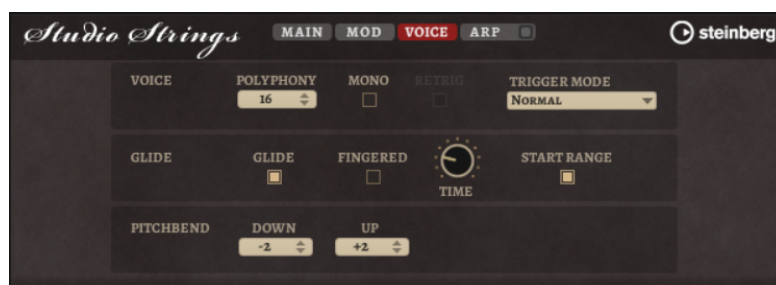 Studio Strings MAIN MOD VOICE ARP steinberg
VOICE POLYPHONY MONO RETRIG TRIGGER MODE
16 NORMAL
GLIDE GLIDE FINGERED START RANGE
TIME
PITCHBEND DOWN UP
-2 +2